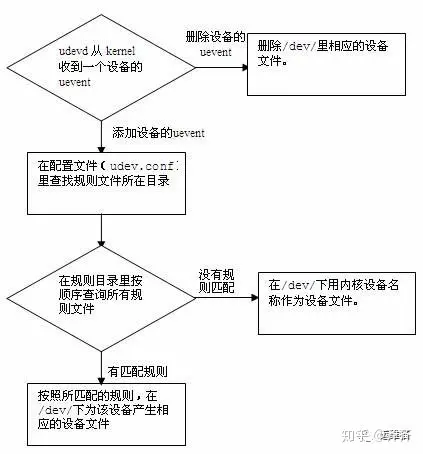 udevd 从 kernel
收到一个设备的
uevent
删除设备的
uevent
删除/dev/里相应的设备
文件。
添加设备的uevent
在配置文件（udev.conf）
里查找规则文件所在目录
在规则目录里按
顺序查询所有规
则文件
没有规
则匹配
在/dev/下用内核设备名
称作为设备文件。
有匹配规则
按照所匹配的规则，在
/dev/下为该设备产生相
应的设备文件
知乎